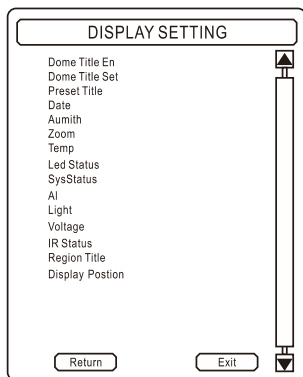 DISPLAY SETTING
Dome Title En
Dome Title Set
Preset Title
Date
Aumith
Zoom
Temp
Led Status
SysStatus
AI
Light
Voltage
IR Status
Region Title
Display Postion
Return
Exit